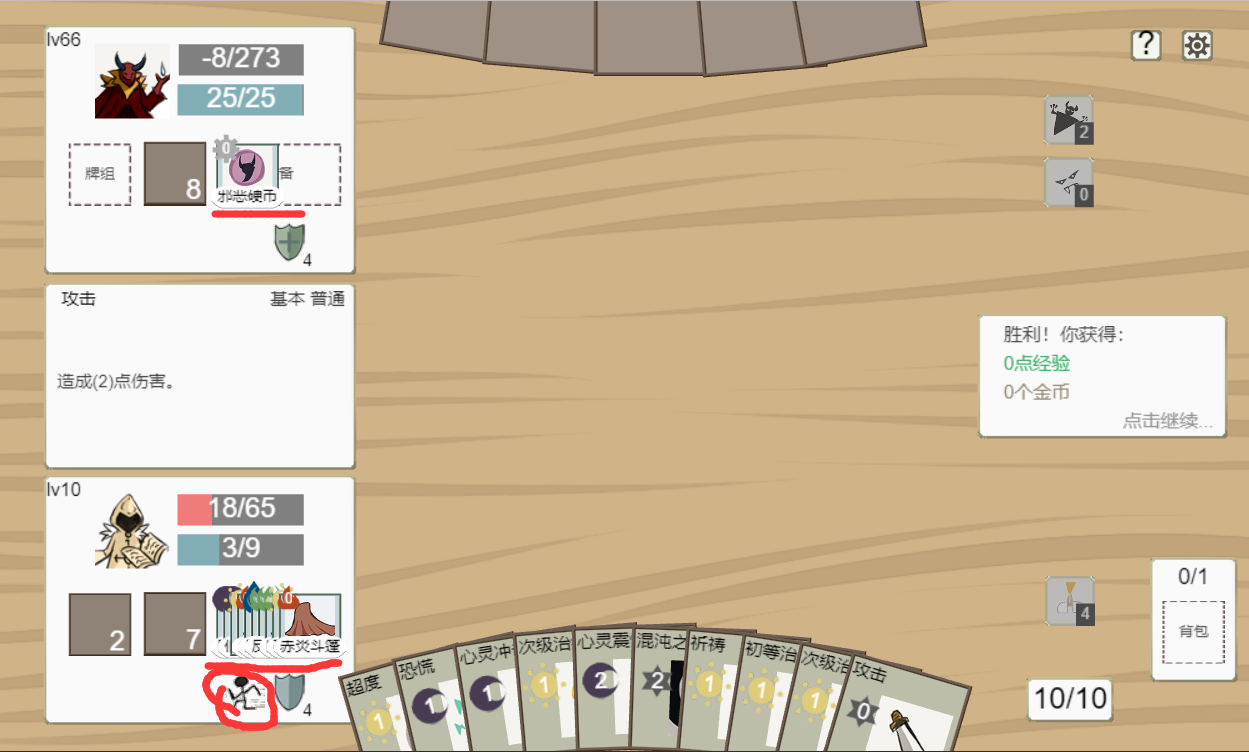 lv66
-8/273
25/25
牌组
8
0
备
邪恶硬币
4
?
2
0
攻击
基本 普通
造成(2)点伤害。
胜利！你获得：
0点经验
0个金币
点击继续...
lv10
18/65
3/9
2
7
0
赤炎斗篷
4
超度
1
恐慌
1
心灵冲
1
次级治
1
心灵震
2
混沌之
2
祈祷
1
初等治
1
次级治
1
攻击
0
4
0/1
背包
10/10